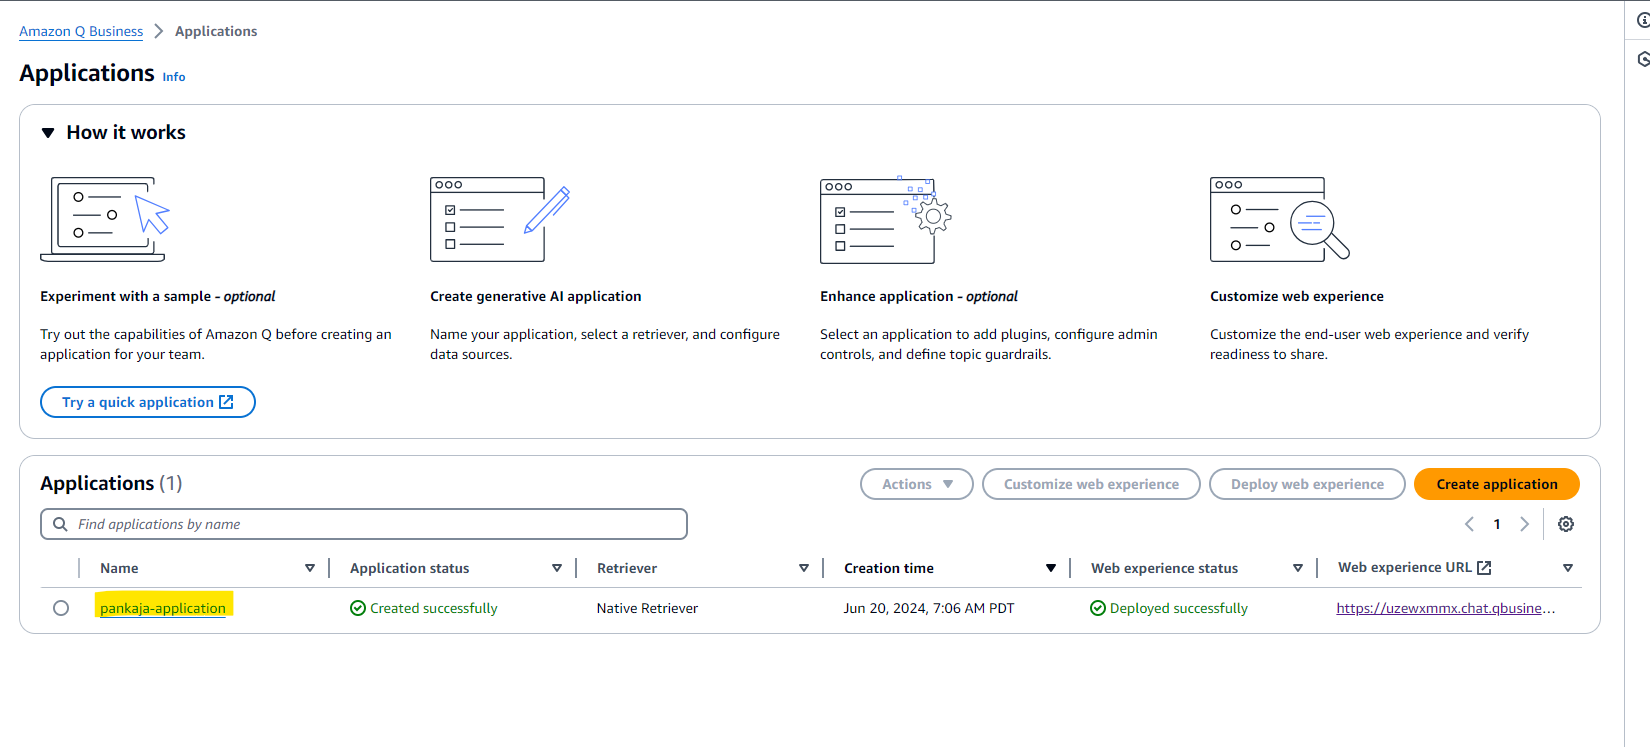 Amazon Q Business > Applications
Applications Info
How it works
Experiment with a sample - optional
Try out the capabilities of Amazon Q before creating an
application for your team.
Try a quick application
Create generative AI application
Name your application, select a retriever, and configure
data sources.
Enhance application - optional
Select an application to add plugins, configure admin
controls, and define topic guardrails.
Customize web experience
Customize the end-user web experience and verify
readiness to share.
Applications (1)
Actions
Customize web experience
Deploy web experience
Create application
Find applications by name
1
Name Application status Retriever Creation time Web experience status Web experience URL
pankaja-application Created successfully Native Retriever Jun 20, 2024, 7:06 AM PDT Deployed successfully https://uzewxmmx.chat.qbusine...